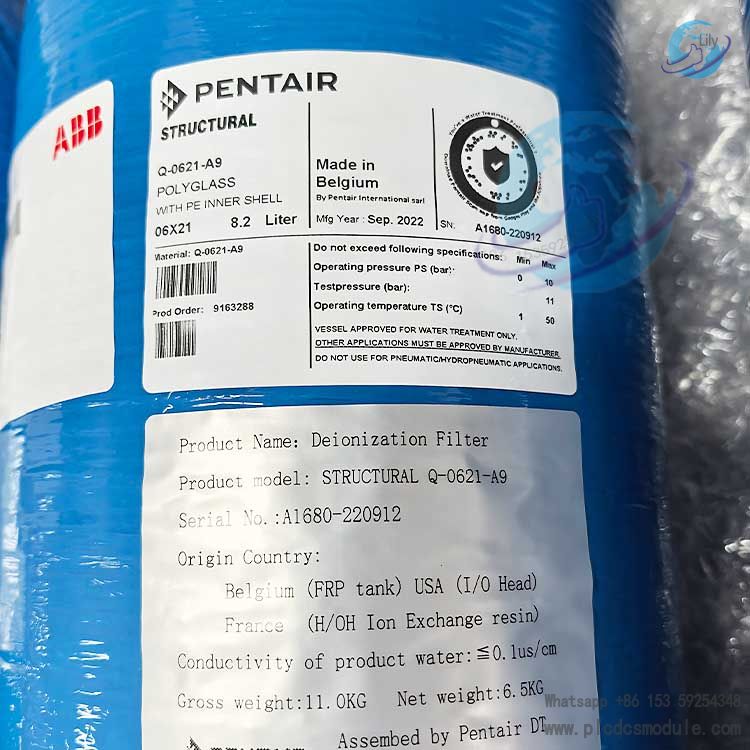 Lily
ABB
PENTAIR
STRUCTURAL
Q-0621-A9
POLYGLASS
WITH PE INNER SHELL
06X21 8.2 Liter
Made in
Belgium
By Pentair International sarl
Mfg Year : Sep. 2022
SN: A1680-220912
Material: Q-0621-A9
Prod Order: 9163288
Do not exceed following specifications: Min Max
Operating pressure PS (bar): 0 10
Testpressure (bar): 11
Operating temperature TS (°C) 1 50
VESSEL APPROVED FOR WATER TREATMENT ONLY.
OTHER APPLICATIONS MUST BE APPROVED BY MANUFACTURER
DO NOT USE FOR PNEUMATIC/HYDROPNEUMATIC APPLICATIONS.
Product Name: Deionization Filter
Product model: STRUCTURAL Q-0621-A9
Serial No.:A1680-220912
Origin Country:
Belgium (FRP tank) USA (I/O Head)
France (H/OH Ion Exchange resin)
Conductivity of product water:≦0.1us/cm
Gross weight:11.0KG Net weight:6.5KG
Assembed by Pentair DT
Whatsapp +86 153 59254348
www.plcdcsmodule.com